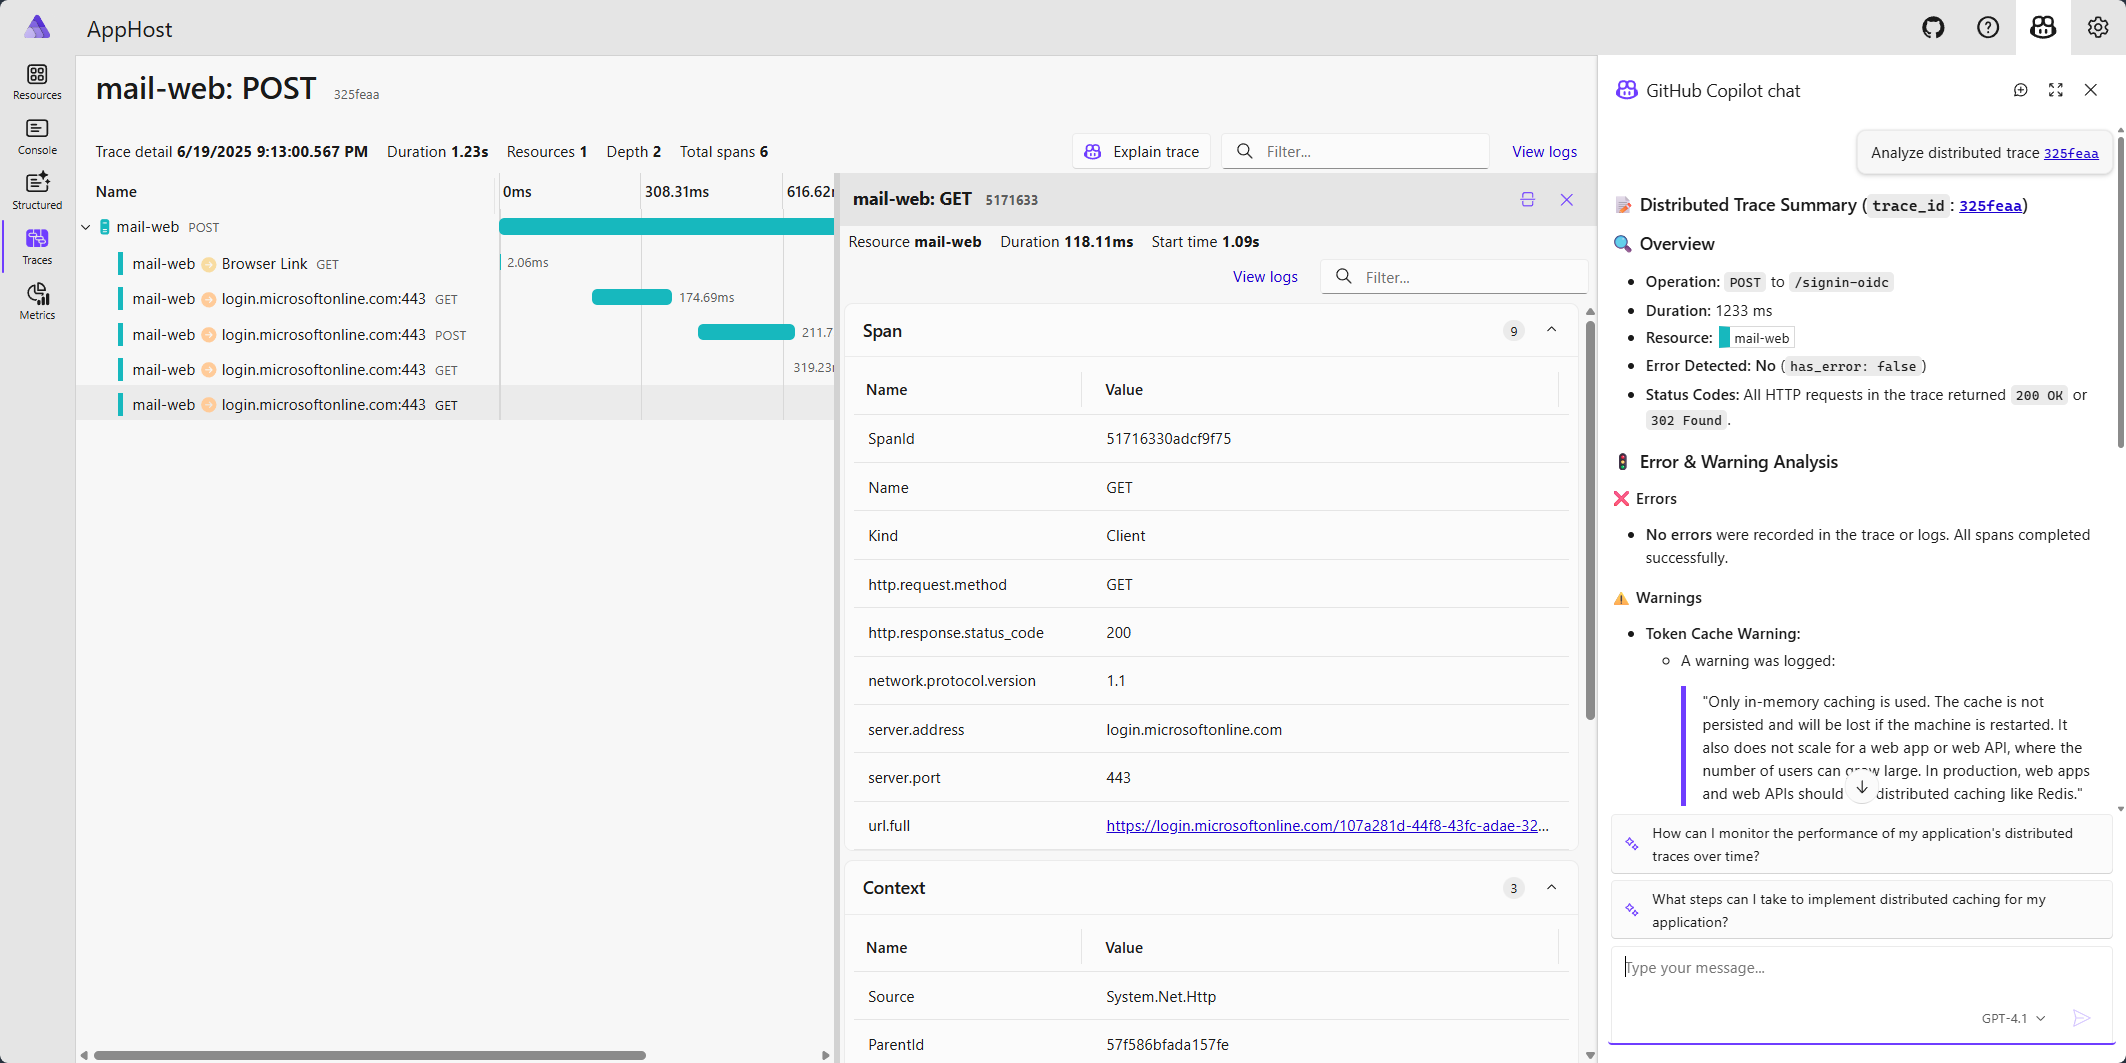 AppHost
Resources
Console
Structured
Traces
Metrics
mail-web: POST 325feaa
Trace detail 6/19/2025 9:13:00.567 PM Duration 1.23s Resources 1 Depth 2 Total spans 6
Explain trace
Filter...
View logs
Name 0ms 308.31ms
mail-web POST
mail-web Browser Link GET 2.06ms
mail-web login.microsoftonline.com:443 GET 174.69ms
mail-web login.microsoftonline.com:443 POST
mail-web login.microsoftonline.com:443 GET
mail-web login.microsoftonline.com:443 GET
mail-web: GET 5171633
Resource mail-web Duration 118.11ms Start time 1.09s
View logs
Filter...
Span 9
Name Value
SpanId 51716330adcf9f75
Name GET
Kind Client
http.request.method GET
http.response.status_code 200
network.protocol.version 1.1
server.address login.microsoftonline.com
server.port 443
url.full https://login.microsoftonline.com/107a281d-44f8-43fc-adae-32...
Context 3
Name Value
Source System.Net.Http
ParentId 57f586bfada157fe
GitHub Copilot chat
Analyze distributed trace 325feaa
Distributed Trace Summary (trace_id: 325feaa)
Overview
Operation: POST to /signin-oidc
Duration: 1233 ms
Resource: mail-web
Error Detected: No (has_error: false)
Status Codes: All HTTP requests in the trace returned 200 OK or
302 Found.
Error & Warning Analysis
Errors
No errors were recorded in the trace or logs. All spans completed
successfully.
Warnings
Token Cache Warning:
A warning was logged:
"Only in-memory caching is used. The cache is not
persisted and will be lost if the machine is restarted. It
also does not scale for a web app or web API, where the
number of users can grow large. In production, web apps
and web APIs should distributed caching like Redis."
How can I monitor the performance of my application's distributed
traces over time?
What steps can I take to implement distributed caching for my
application?
Type your message...
GPT-4.1